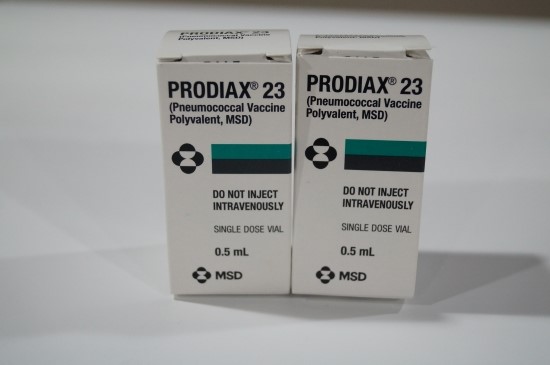 PRODIAX® 23
(Pneumococcal Vaccine
Polyvalent, MSD)
DO NOT INJECT
INTRAVENOUSLY
SINGLE DOSE VIAL
0.5 mL
MSD
PRODIAX® 23
(Pneumococcal Vaccine
Polyvalent, MSD)
DO NOT INJECT
INTRAVENOUSLY
SINGLE DOSE VIAL
0.5 mL
MSD